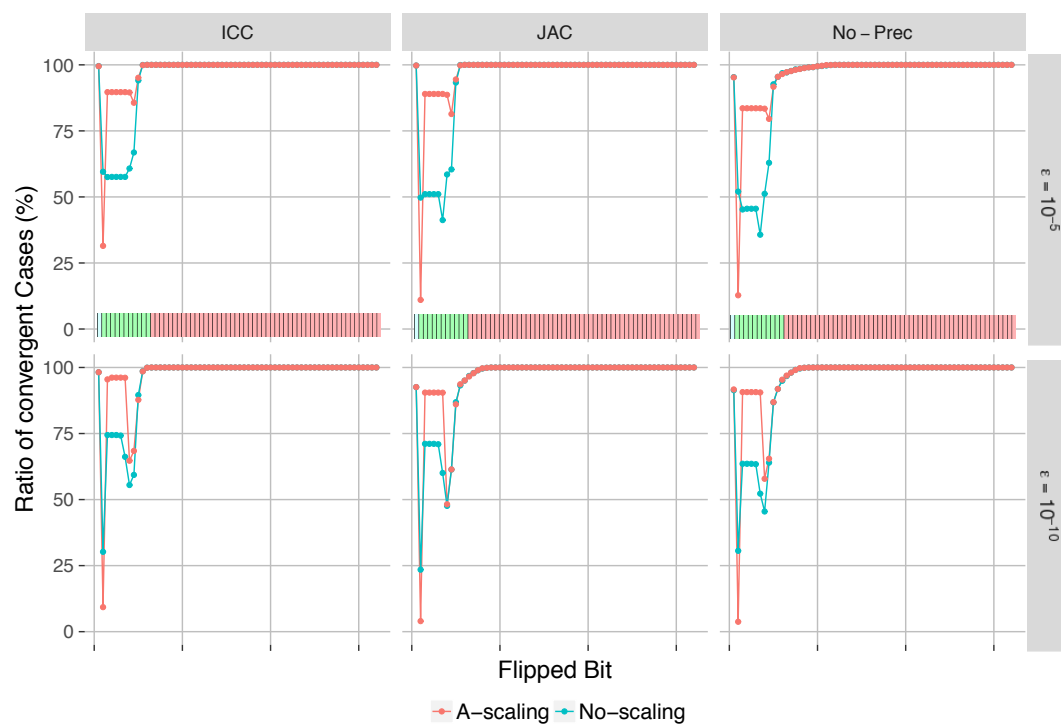 ICC
JAC
No – Prec
Ratio of convergent Cases (%)
100
75
50
25
0
ε = 10⁻⁵
100
75
50
25
0
ε = 10⁻¹⁰
Flipped Bit
A−scaling
No−scaling